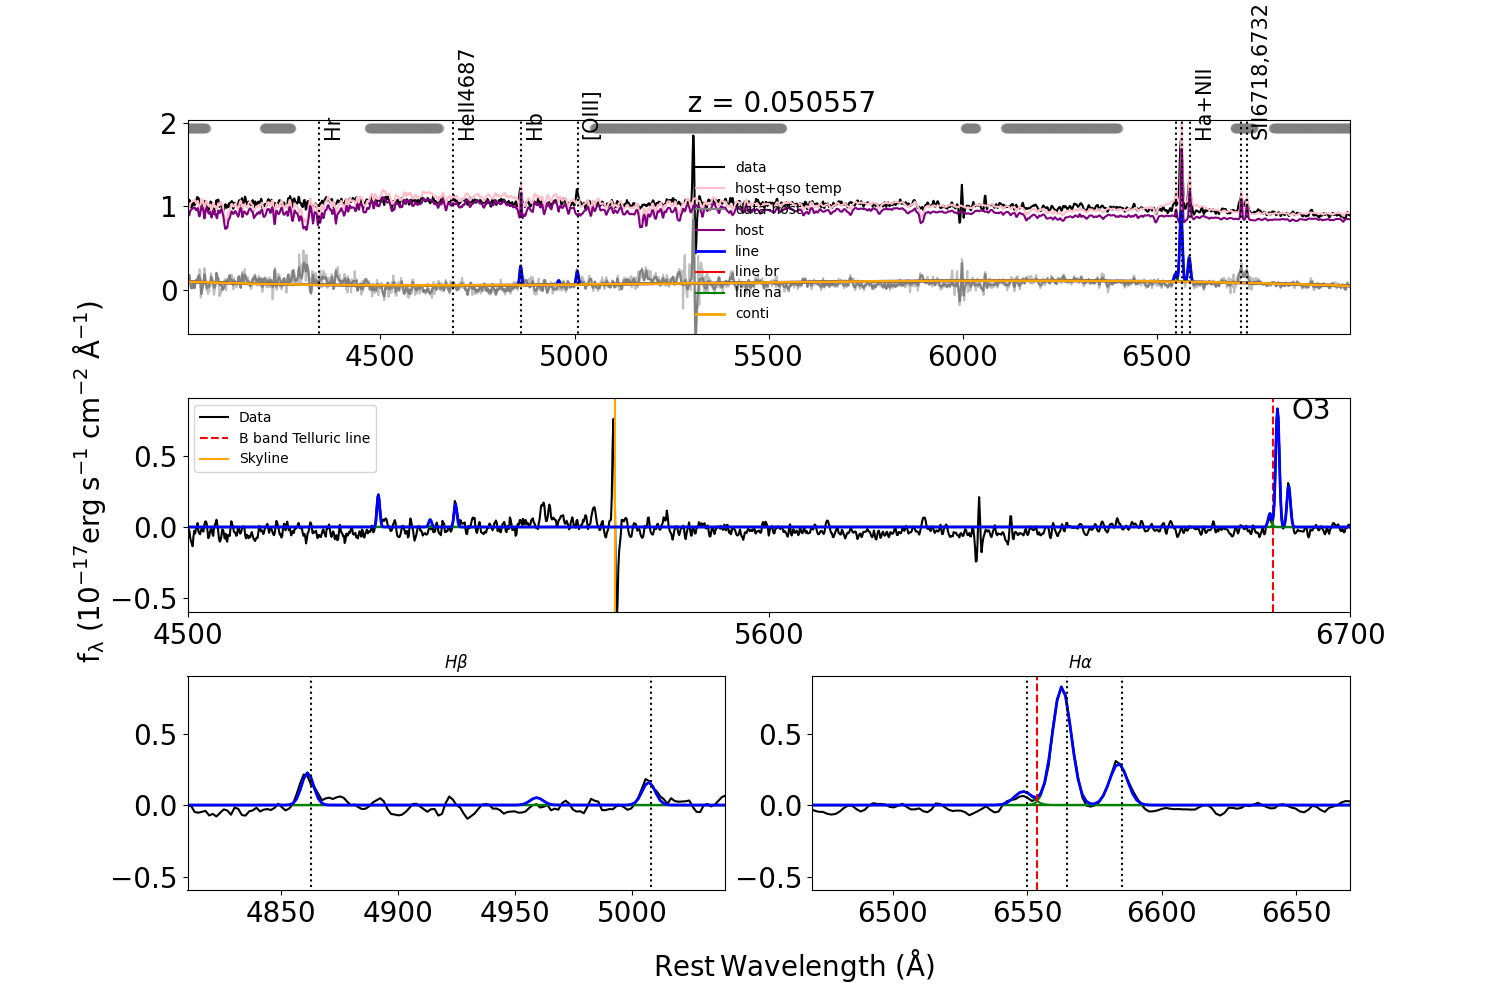 Hr
HeII4687
Hb
[OIII]
Ha+NII
SII6718,6732
z = 0.050557
2
1
0
data
host+qso temp
data-host
host
line
line br
line na
conti
4500
5000
5500
6000
6500
fλ (10−17erg s−1 cm−2 Å−1)
0.5
0.0
−0.5
Data
B band Telluric line
Skyline
O3
4500
5600
6700
Hβ
0.5
0.0
−0.5
4850
4900
4950
5000
Hα
0.5
0.0
−0.5
6500
6550
6600
6650
Rest Wavelength (Å)